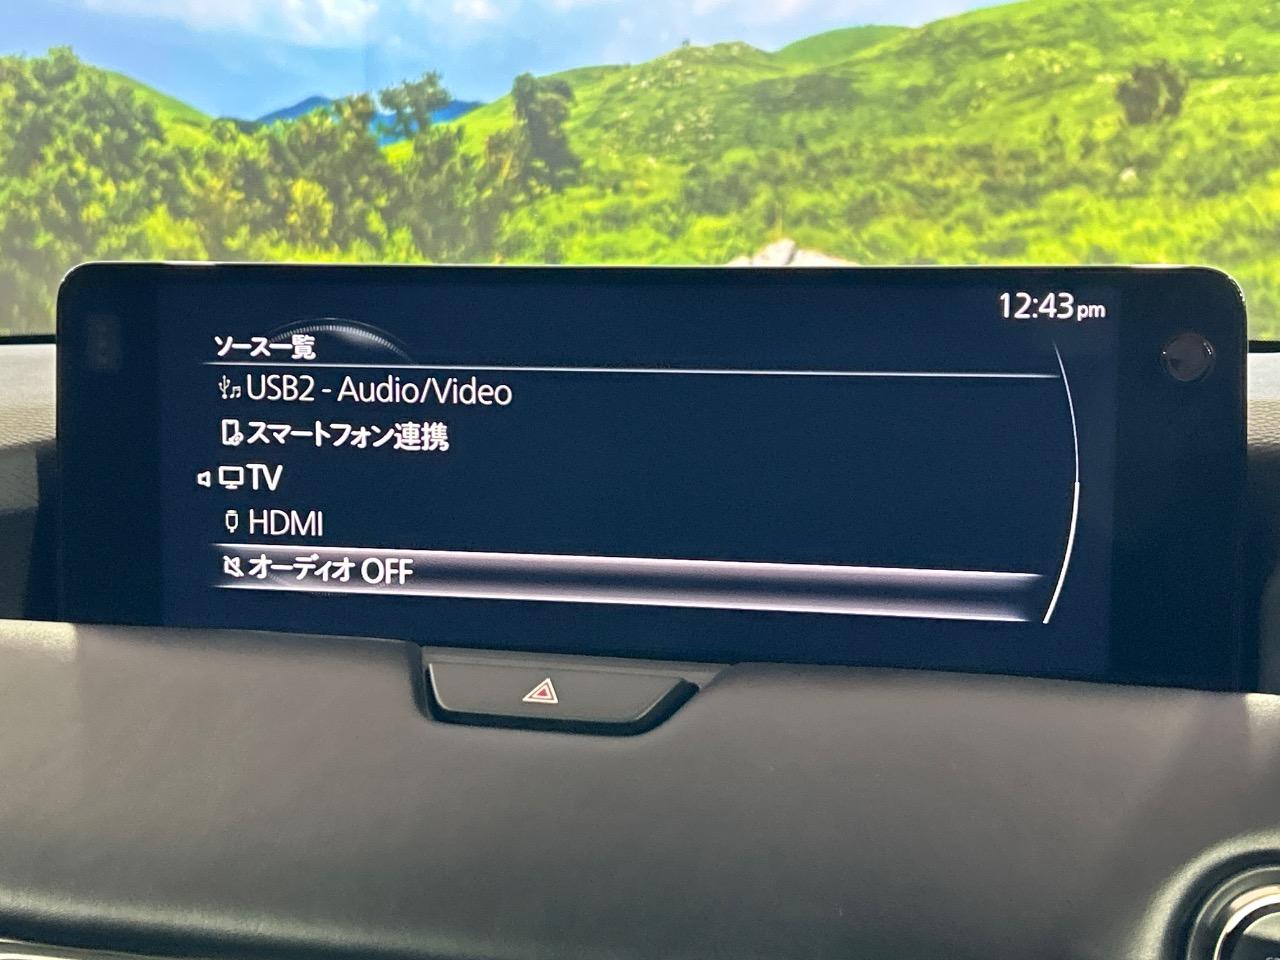 12:43pm
ソース一覧
USB2 - Audio/Video
スマートフォン連携
TV
HDMI
オーディオ OFF